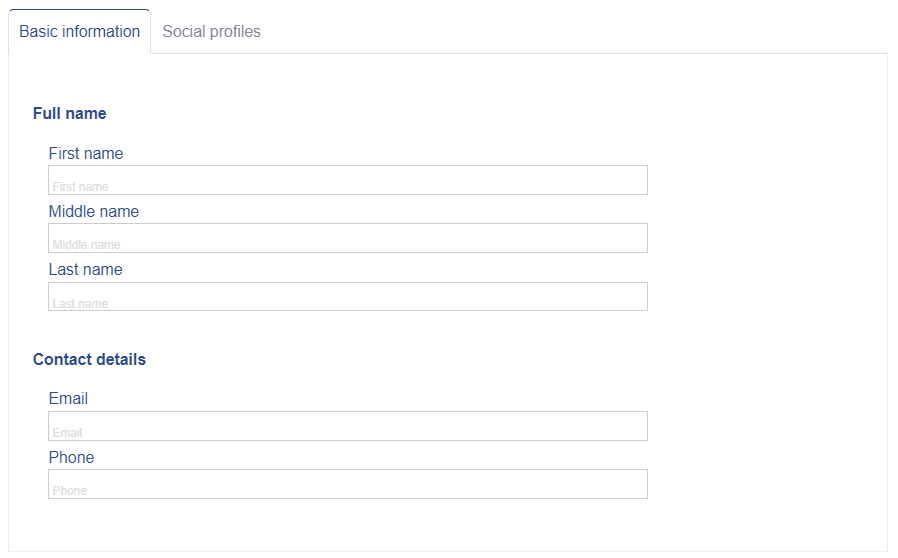 Basic information Social profiles
Full name
First name
First name
Middle name
Middle name
Last name
Last name
Contact details
Email
Email
Phone
Phone